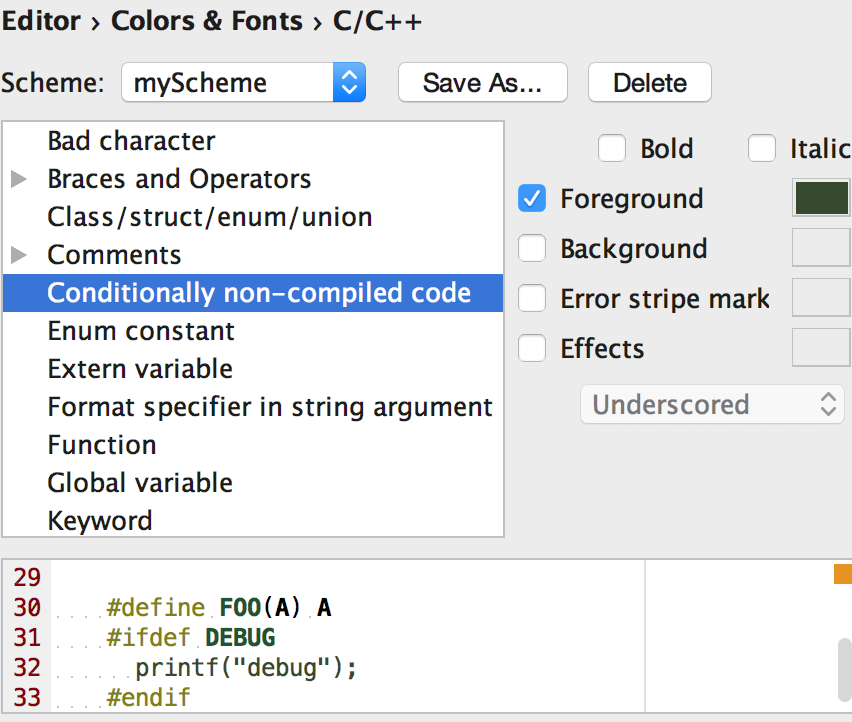 Editor › Colors & Fonts › C/C++
Scheme: myScheme Save As... Delete
Bad character
Braces and Operators
Class/struct/enum/union
Comments
Conditionally non-compiled code
Enum constant
Extern variable
Format specifier in string argument
Function
Global variable
Keyword
Bold Italic
Foreground
Background
Error stripe mark
Effects
Underscored
29
30 #define FOO(A) A
31 #ifdef DEBUG
32 printf("debug");
33 #endif